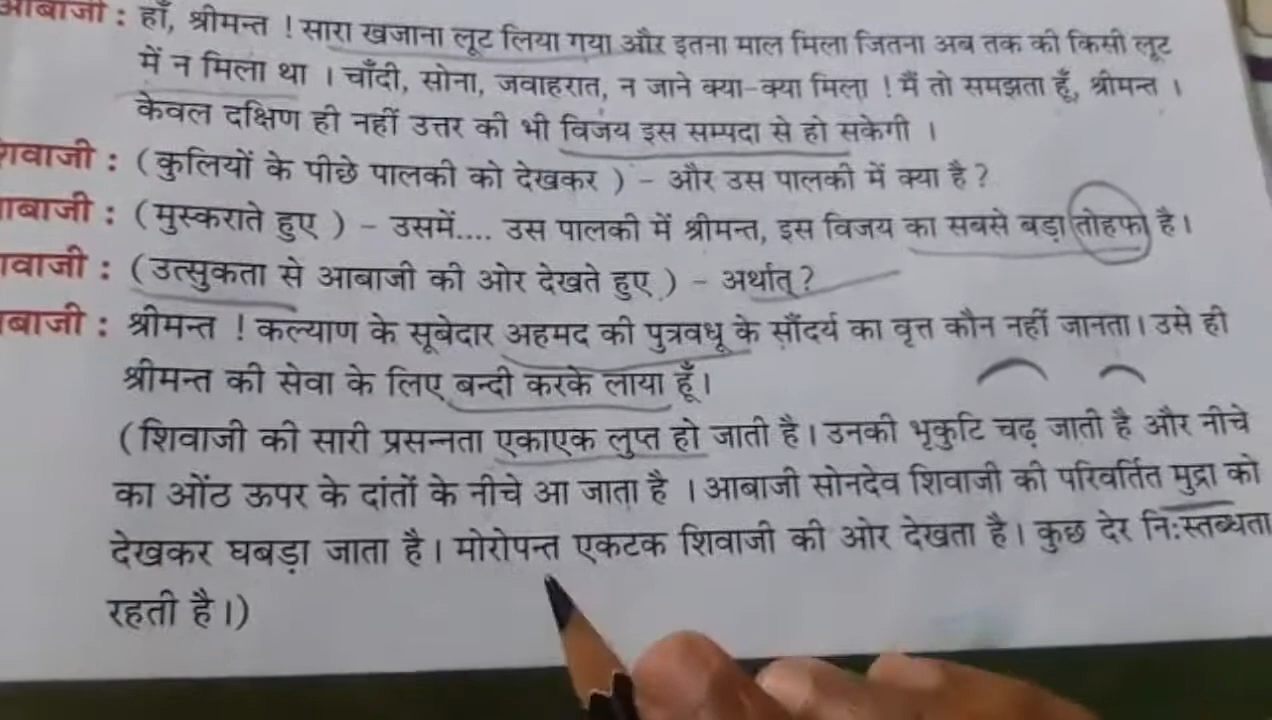 आबाजी : हाँ, श्रीमन्त ! सारा खजाना लूट लिया गया और इतना माल मिला जितना अब तक की किसी लूट
में न मिला था । चाँदी, सोना, जवाहरात, न जाने क्या-क्या मिला ! मैं तो समझता हूँ, श्रीमन्त ।
केवल दक्षिण ही नहीं उत्तर की भी विजय इस सम्पदा से हो सकेगी ।
शिवाजी : (कुलियों के पीछे पालकी को देखकर ) - और उस पालकी में क्या है ?
आबाजी : (मुस्कराते हुए ) - उसमें.... उस पालकी में श्रीमन्त, इस विजय का सबसे बड़ा तोहफा है।
शिवाजी : (उत्सुकता से आबाजी की ओर देखते हुए ) - अर्थात् ?
आबाजी : श्रीमन्त ! कल्याण के सूबेदार अहमद की पुत्रवधू के सौंदर्य का वृत्त कौन नहीं जानता। उसे ही
श्रीमन्त की सेवा के लिए बन्दी करके लाया हूँ।
(शिवाजी की सारी प्रसन्नता एकाएक लुप्त हो जाती है। उनकी भृकुटि चढ़ जाती है और नीचे
का ओंठ ऊपर के दांतों के नीचे आ जाता है । आबाजी सोनदेव शिवाजी की परिवर्तित मुद्रा को
देखकर घबड़ा जाता है। मोरोपन्त एकटक शिवाजी की ओर देखता है। कुछ देर निःस्तब्धता
रहती है।)